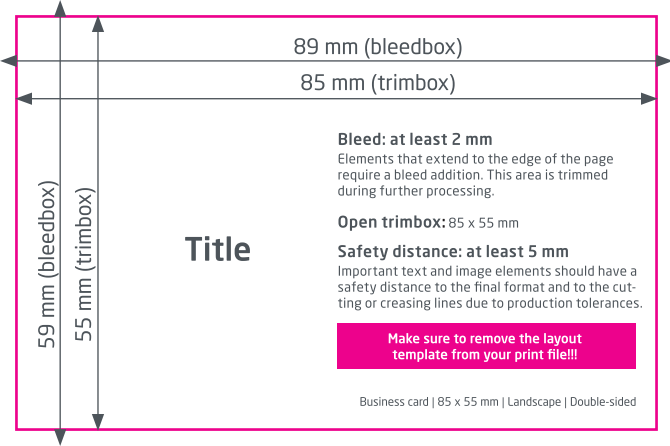 89 mm (bleedbox)
85 mm (trimbox)
59 mm (bleedbox)
55 mm (trimbox)
Title
Bleed: at least 2 mm
Elements that extend to the edge of the page
require a bleed addition. This area is trimmed
during further processing.
Open trimbox: 85 x 55 mm
Safety distance: at least 5 mm
Important text and image elements should have a
safety distance to the final format and to the cut-
ting or creasing lines due to production tolerances.
Make sure to remove the layout
template from your print file!!!
Business card | 85 x 55 mm | Landscape | Double-sided